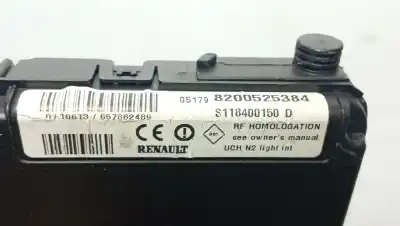 05179 8200525384
S118400150 D
RF HOMOLOGATION
see owner's manual
UCH N2 light int
RENAULT